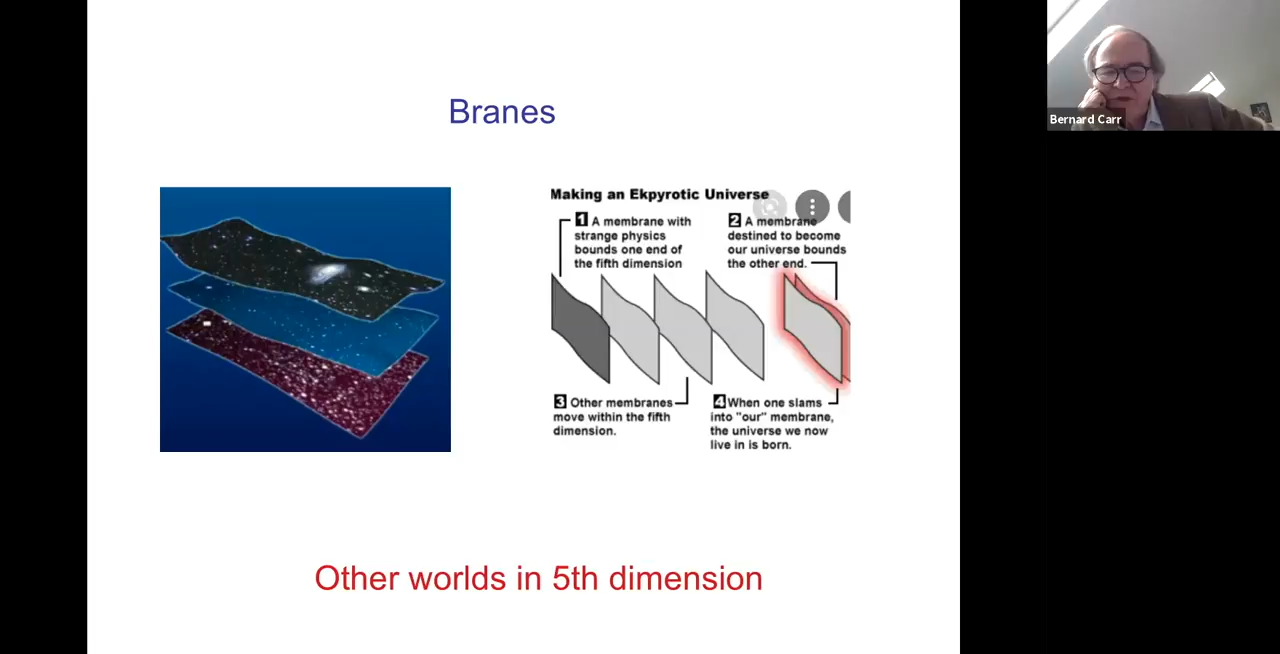 Branes
Making an Ekpyrotic Universe
1 A membrane with
strange physics
bounds one end of
the fifth dimension
2 A membrane
destined to become
our universe bounds
the other end.
3 Other membranes
move within the fifth
dimension.
4 When one slams
into "our" membrane,
the universe we now
live in is born.
Other worlds in 5th dimension
Bernard Carr